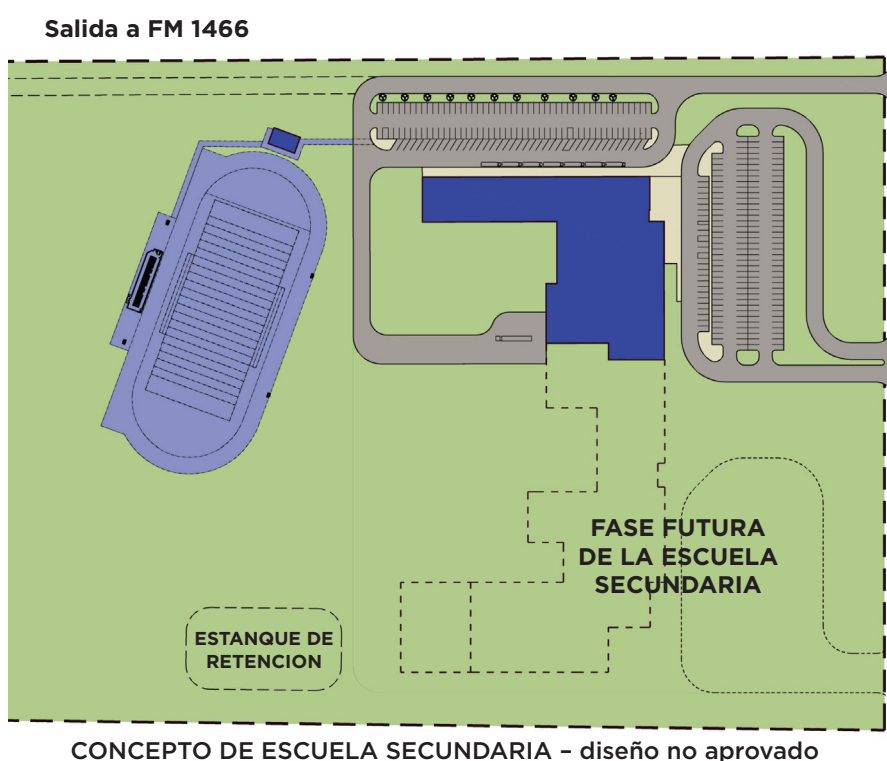 Salida a FM 1466
FASE FUTURA
DE LA ESCUELA
SECUNDARIA
ESTANQUE DE
RETENCION
CONCEPTO DE ESCUELA SECUNDARIA – diseño no aprovado